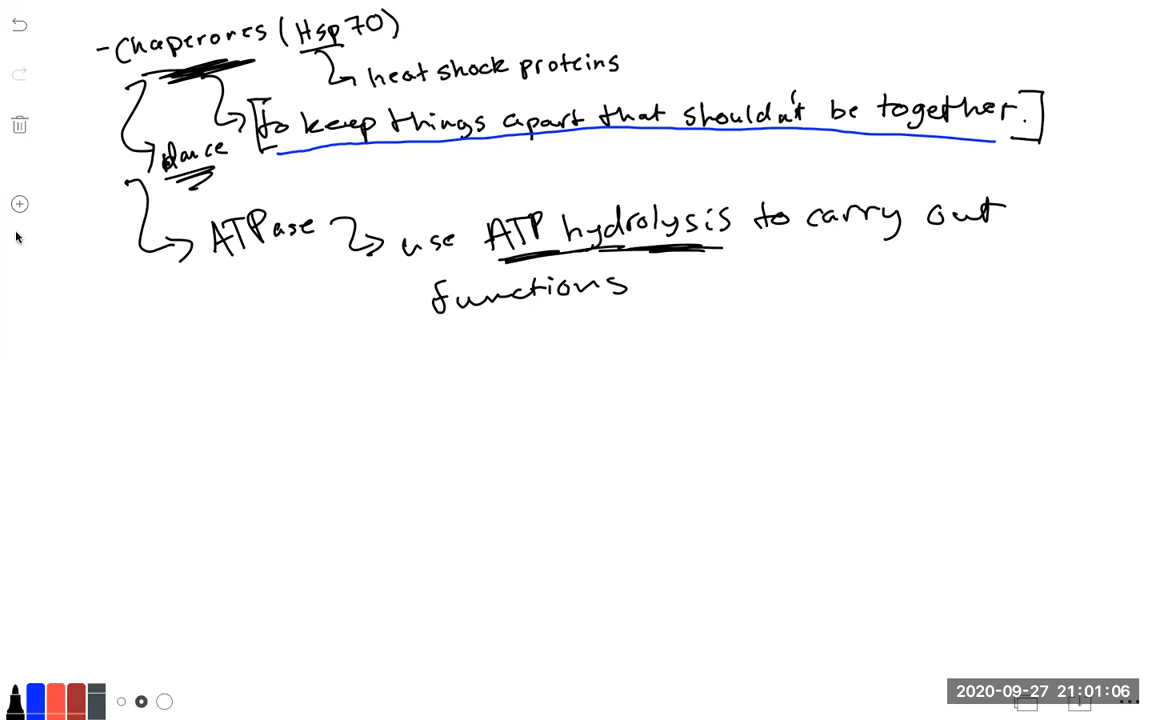 - Chaperones (Hsp70)
heat shock proteins
[to keep things apart that shouldn't be together.]
dance
ATPase use ATP hydrolysis to carry out
functions
2020-09-27 21:01:06